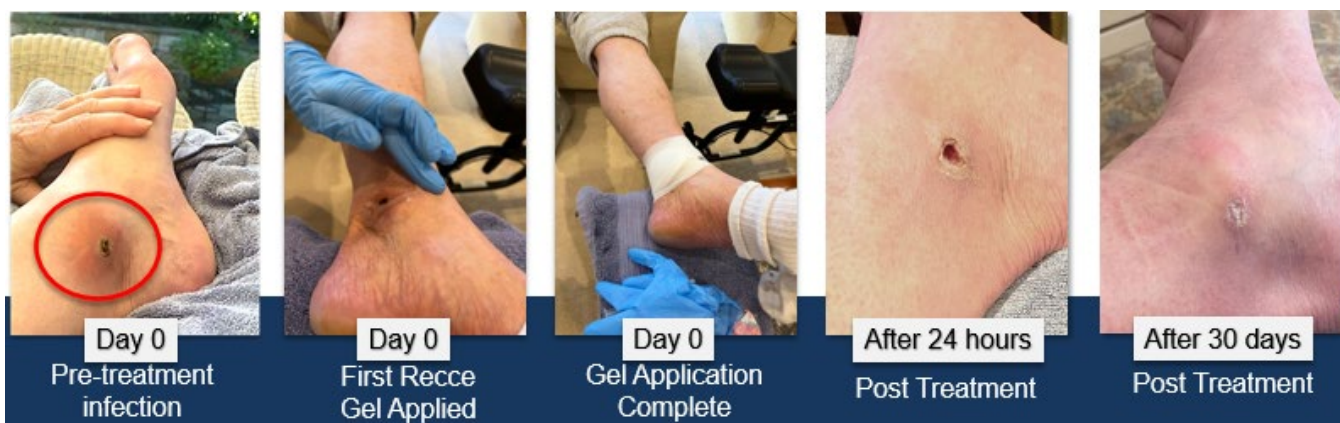 Day 0
Pre-treatment
infection
Day 0
First Recce
Gel Applied
Day 0
Gel Application
Complete
After 24 hours
Post Treatment
After 30 days
Post Treatment